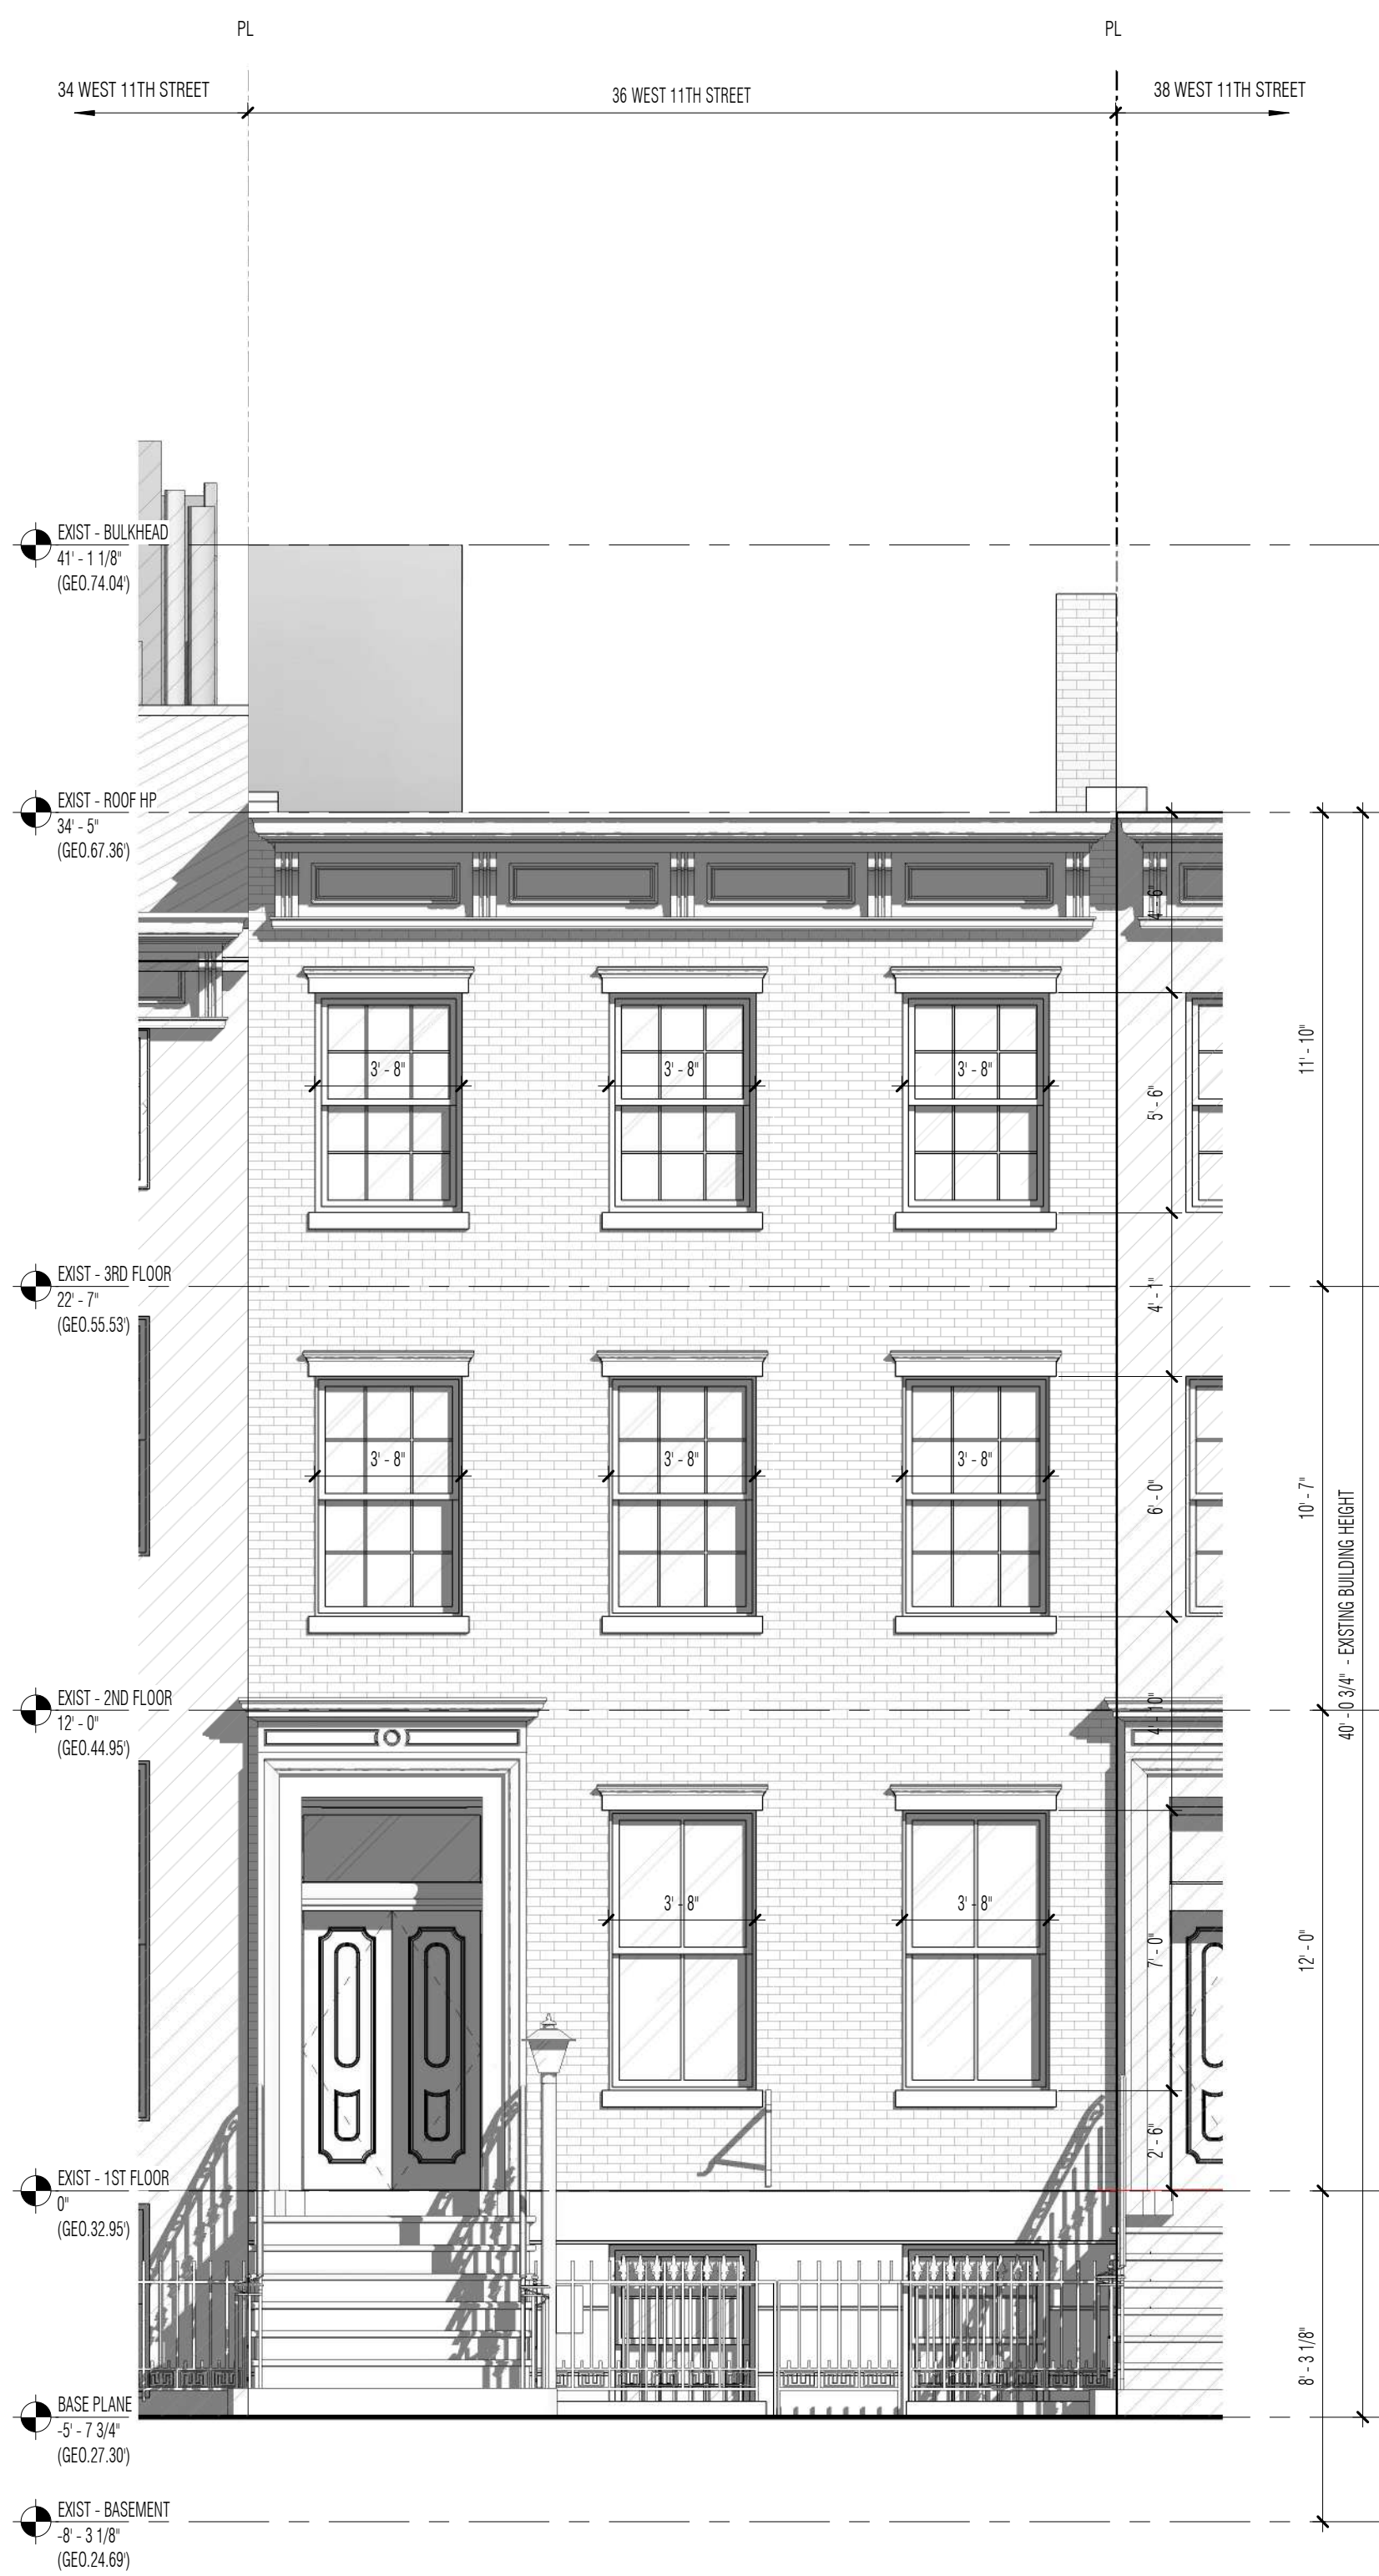 PL
PL
34 WEST 11TH STREET
36 WEST 11TH STREET
38 WEST 11TH STREET
EXIST - BULKHEAD
41' - 1 1/8"
(GEO.74.04')
EXIST - ROOF HP
34' - 5"
(GEO.67.36')
4' - 6"
11' - 10"
3' - 8"
3' - 8"
3' - 8"
5' - 6"
EXIST - 3RD FLOOR
22' - 7"
(GEO.55.53')
4' - 1"
3' - 8"
3' - 8"
3' - 8"
6' - 0"
10' - 7"
40' - 0 3/4" - EXISTING BUILDING HEIGHT
EXIST - 2ND FLOOR
12' - 0"
(GEO.44.95')
4' - 10"
3' - 8"
3' - 8"
7' - 0"
12' - 0"
2' - 6"
EXIST - 1ST FLOOR
0"
(GEO.32.95')
8' - 3 1/8"
BASE PLANE
-5' - 7 3/4"
(GEO.27.30')
EXIST - BASEMENT
-8' - 3 1/8"
(GEO.24.69')